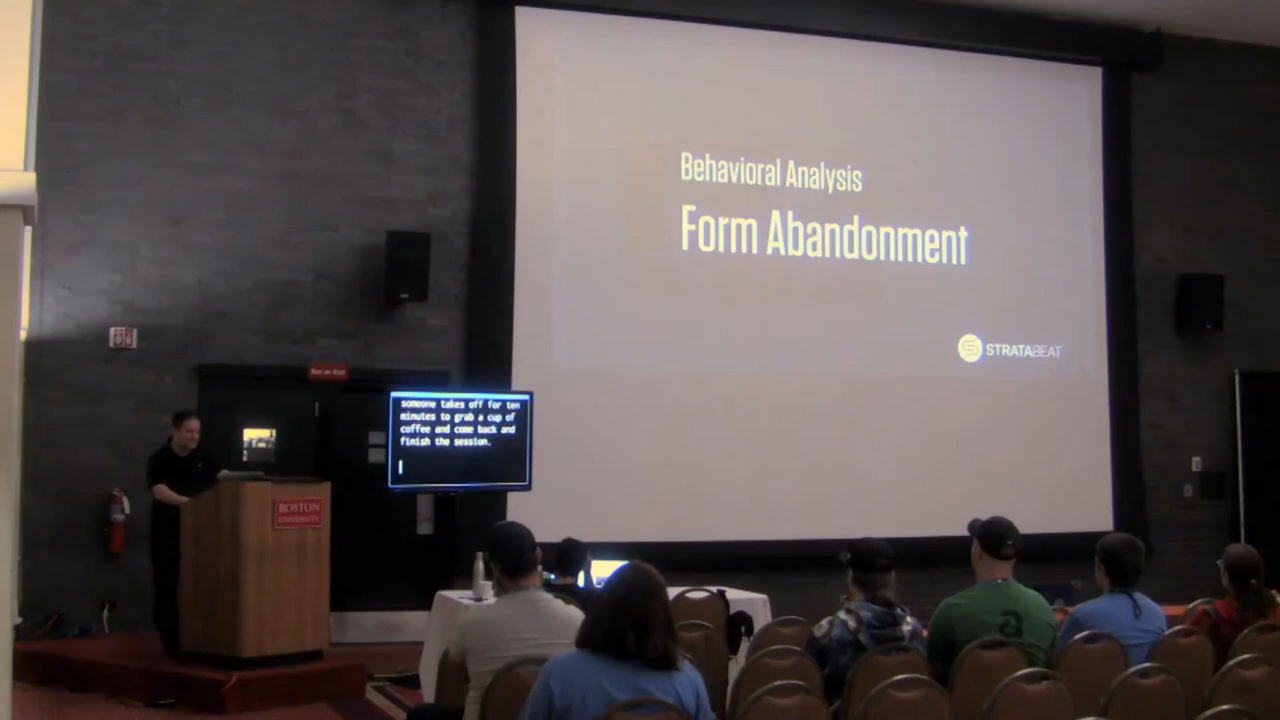 Behavioral Analysis
Form Abandonment
STRATABEAT
someone takes off for ten
minutes to grab a cup of
coffee and come back and
finish the session.
BOSTON
UNIVERSITY
a